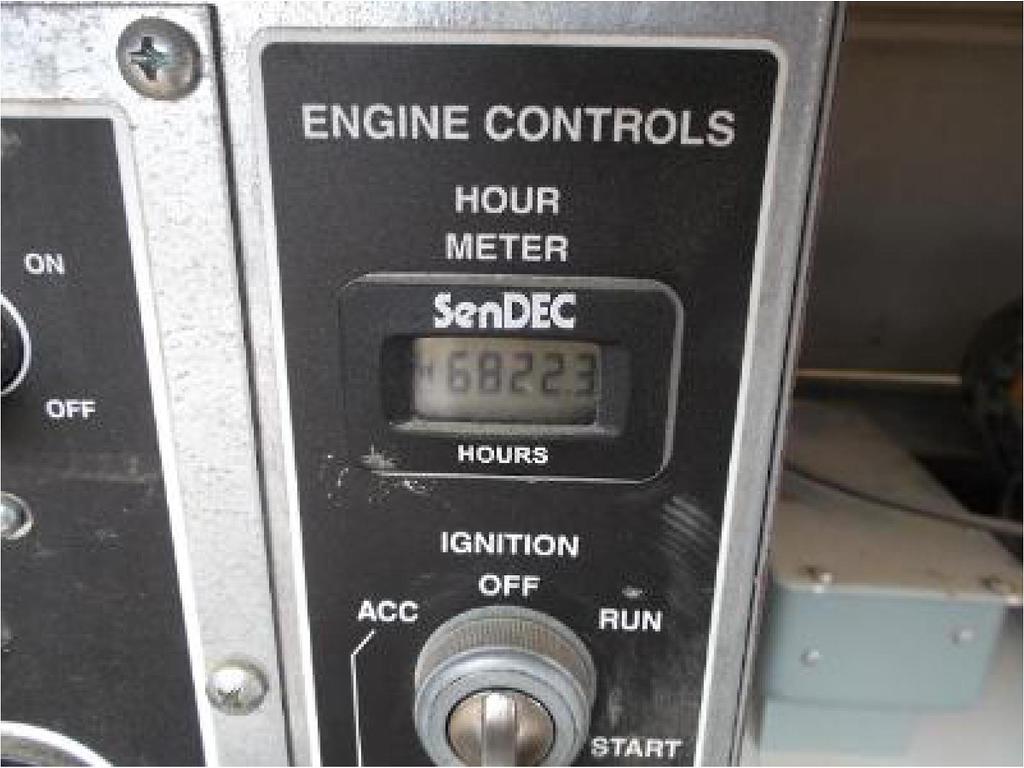 ENGINE CONTROLS
HOUR
METER
SenDEC
6822.3
HOURS
ON
OFF
IGNITION
OFF
ACC
RUN
START